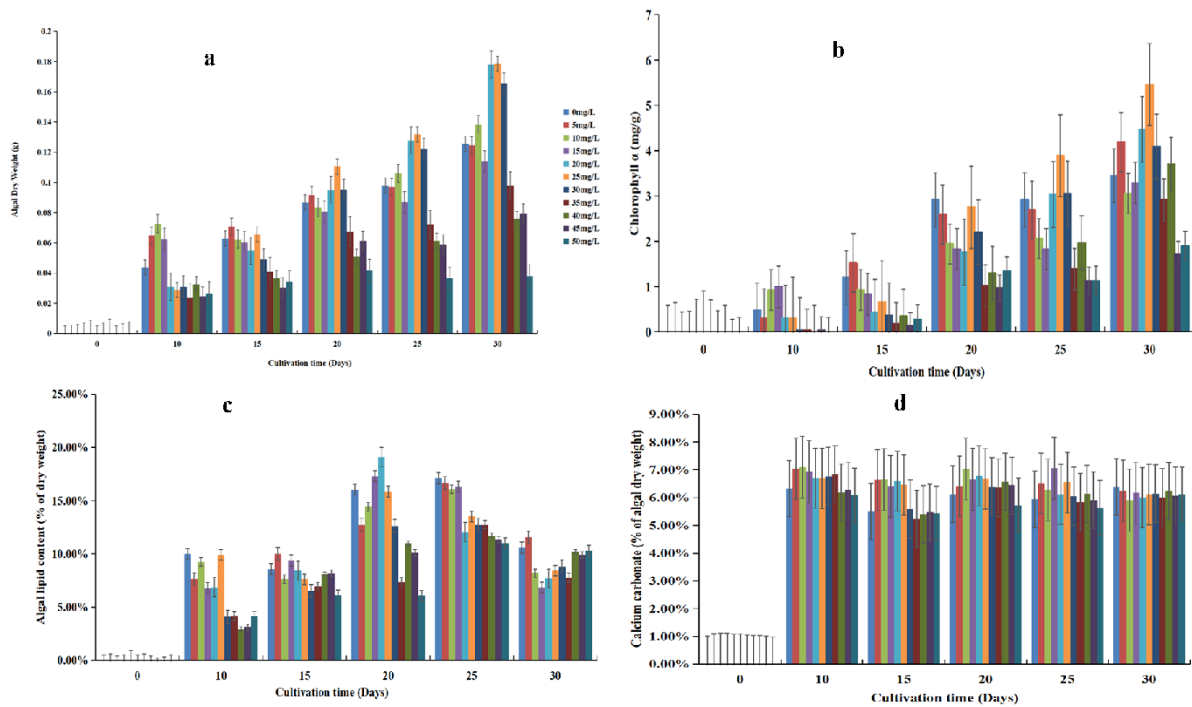 a
0.2
0.18
0.16
0.14
0.12
0.1
0.08
0.06
0.04
0.02
0
Algal Dry Weight (g)
0 10 15 20 25 30
Cultivation time (Days)
0mg/L
5mg/L
10mg/L
15mg/L
20mg/L
25mg/L
30mg/L
35mg/L
40mg/L
45mg/L
50mg/L
b
7
6
5
4
3
2
1
0
Chlorophyll α (mg/g)
0 10 15 20 25 30
Cultivation time (Days)
c
25.00%
20.00%
15.00%
10.00%
5.00%
0.00%
Algal lipid content (% of dry weight)
0 10 15 20 25 30
Cultivation time (Days)
d
9.00%
8.00%
7.00%
6.00%
5.00%
4.00%
3.00%
2.00%
1.00%
0.00%
Calcium carbonate (% of algal dry weight)
0 10 15 20 25 30
Cultivation time (Days)